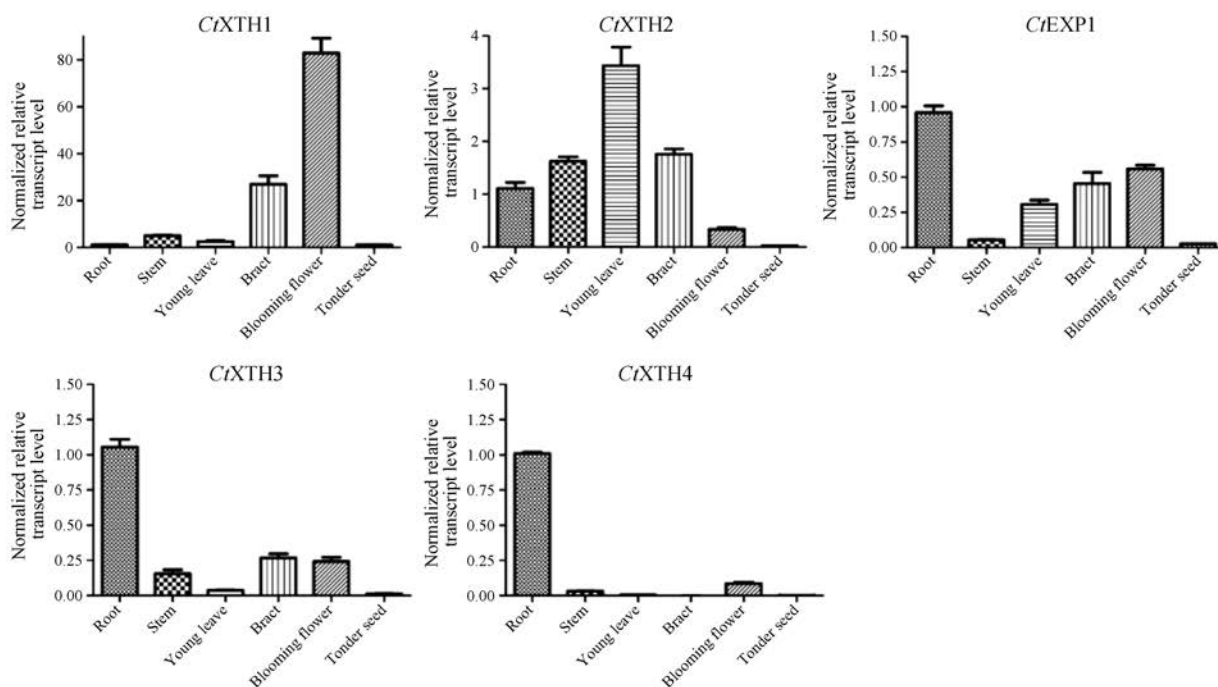 CtXTH1
Normalized relative
transcript level
80
60
40
20
0
Root
Stem
Young leave
Bract
Blooming flower
Tonder seed
CtXTH2
Normalized relative
transcript level
4
3
2
1
0
Root
Stem
Young leave
Bract
Blooming flower
Tonder seed
CtEXP1
Normalized relative
transcript level
1.50
1.25
1.00
0.75
0.50
0.25
0.00
Root
Stem
Young leave
Bract
Blooming flower
Tonder seed
CtXTH3
Normalized relative
transcript level
1.50
1.25
1.00
0.75
0.50
0.25
0.00
Root
Stem
Young leave
Bract
Blooming flower
Tonder seed
CtXTH4
Normalized relative
transcript level
1.50
1.25
1.00
0.75
0.50
0.25
0.00
Root
Stem
Young leave
Bract
Blooming flower
Tonder seed